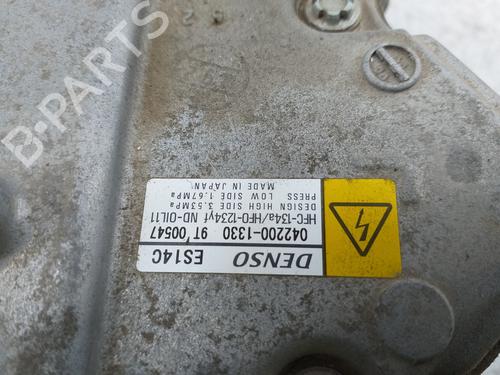 DENSO ES14C
042200-1330 9T 00547
HFC-134a/HFO-1234yf ND-OIL11
DESIGN HIGH SIDE 3.53MPa
PRESS LOW SIDE 1.67MPa
MADE IN JAPAN
B-PARTS